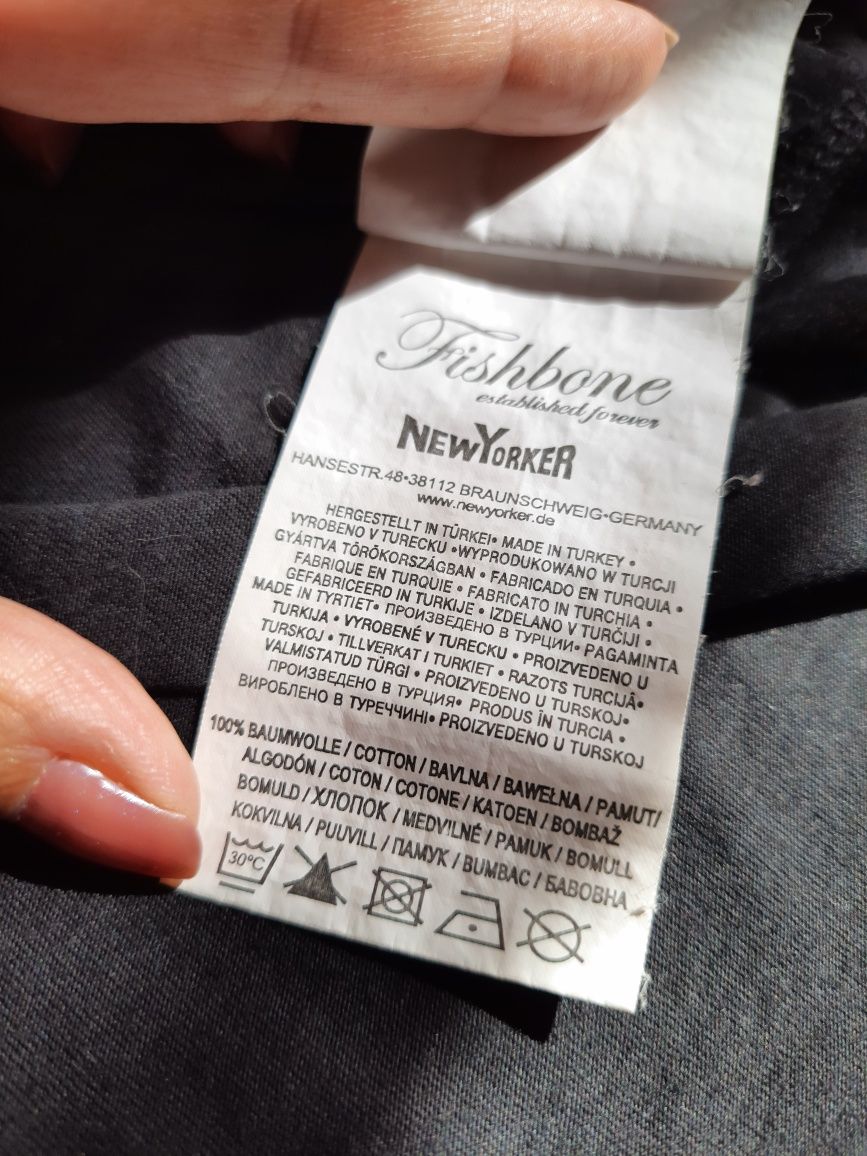 Fishbone
established forever
NEWYORKER
HANSESTR.48•38112 BRAUNSCHWEIG•GERMANY
www.newyorker.de
HERGESTELLT IN TÜRKEI• MADE IN TURKEY •
VYROBENO V TURECKU •WYPRODUKOWANO W TURCJI
GYÁRTVA TÖRÖKORSZÁGBAN • FABRICADO EN TURQUIA •
FABRIQUE EN TURQUIE • FABRICATO IN TURCHIA •
GEFABRICEERD IN TURKIJE • IZDELANO V TURČIJI •
MADE IN TYRTIET• ПРОИЗВЕДЕНО В ТУРЦИИ• PAGAMINTA
TURKIJA • VYROBENÉ V TURECKU • PROIZVEDENO U
TURSKOJ • TILLVERKAT I TURKIET • RAZOTS TURCIJĀ•
VALMISTATUD TÜRGI • PROIZVEDENO U TURSKOJ•
ПРОИЗВЕДЕНО В ТУРЦИЯ• PRODUS ÎN TURCIA •
ВИРОБЛЕНО В ТУРЕЧЧИНІ• PROIZVEDENO U TURSKOJ
100% BAUMWOLLE / COTTON / BAVLNA / BAWEŁNA / PAMUT/
ALGODÓN / COTON / COTONE / KATOEN / BOMBAŽ
BOMULD / ХЛОПОК / MEDVILNÉ / PAMUK / BOMULL
KOKVILNA / PUUVILL / ПАМУК / BUMBAC / БАВОВНА
30°C